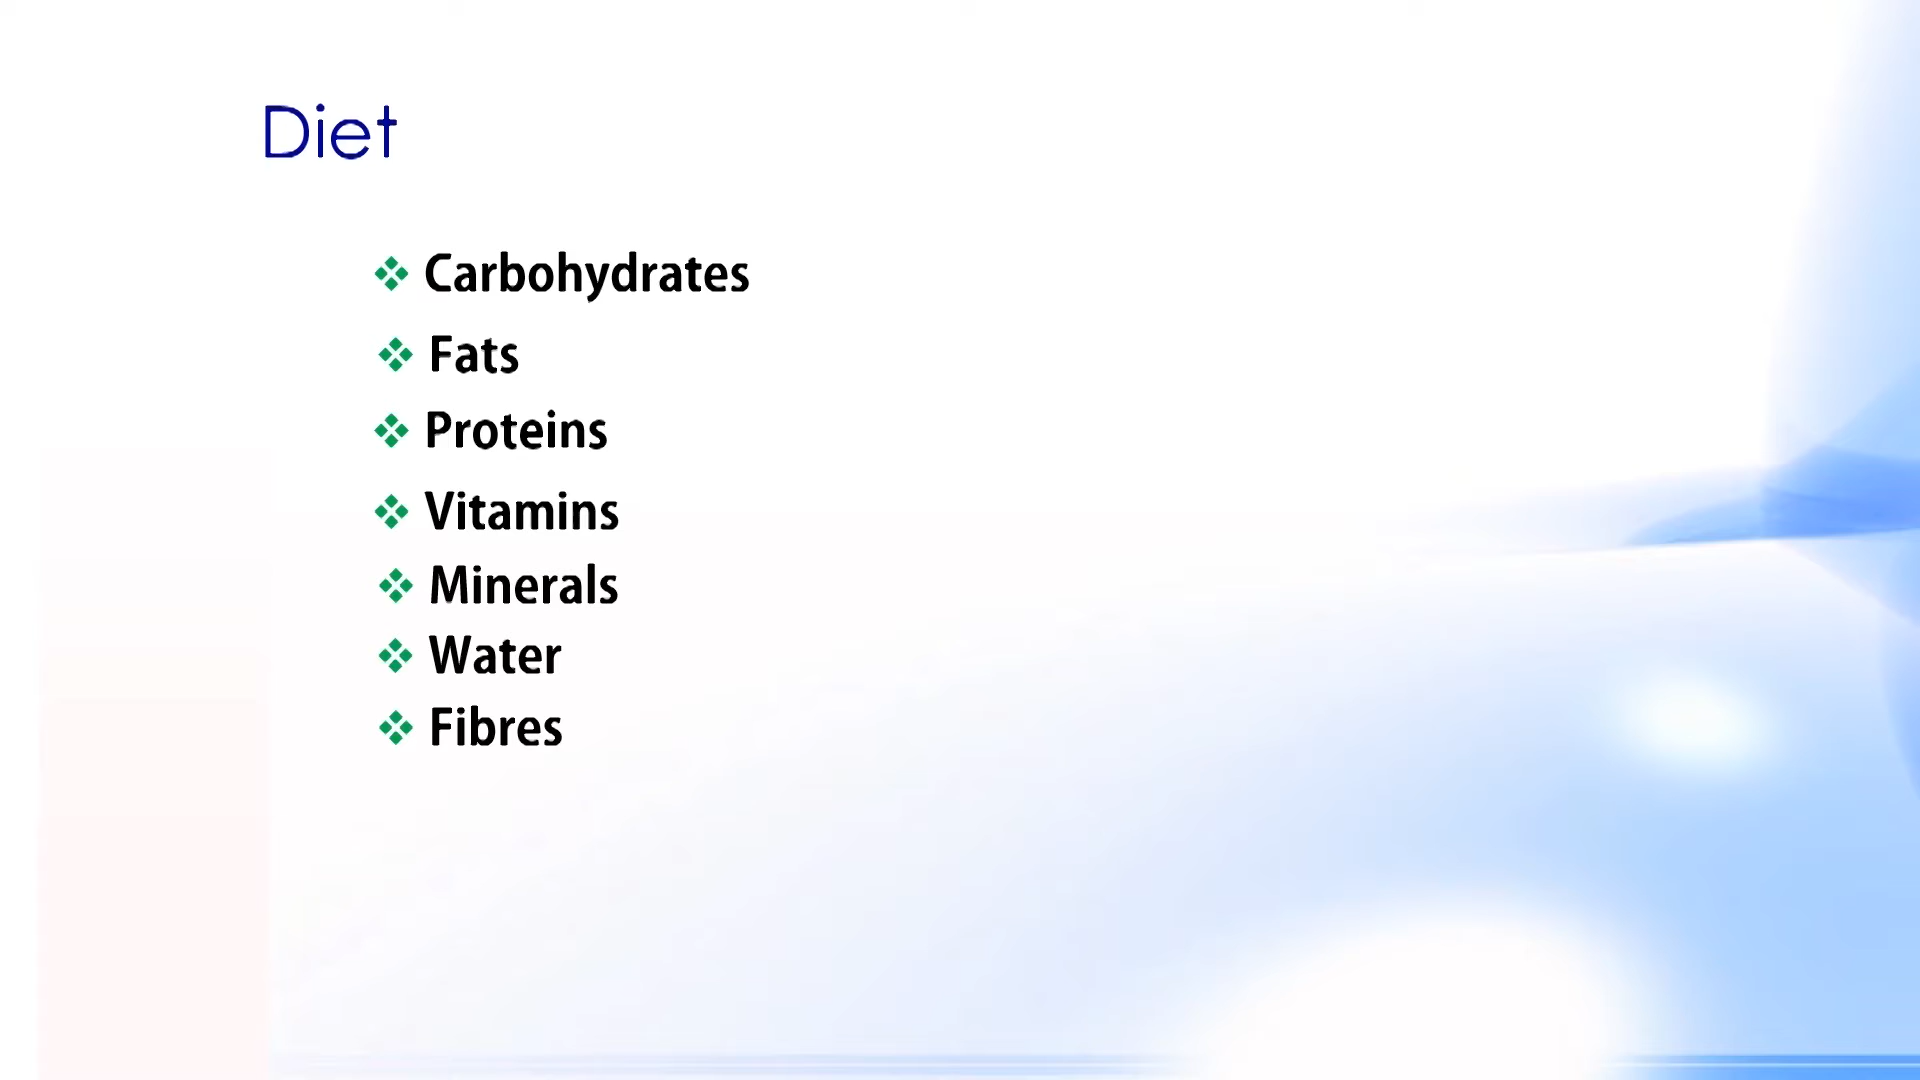 Diet
Carbohydrates
Fats
Proteins
Vitamins
Minerals
Water
Fibres